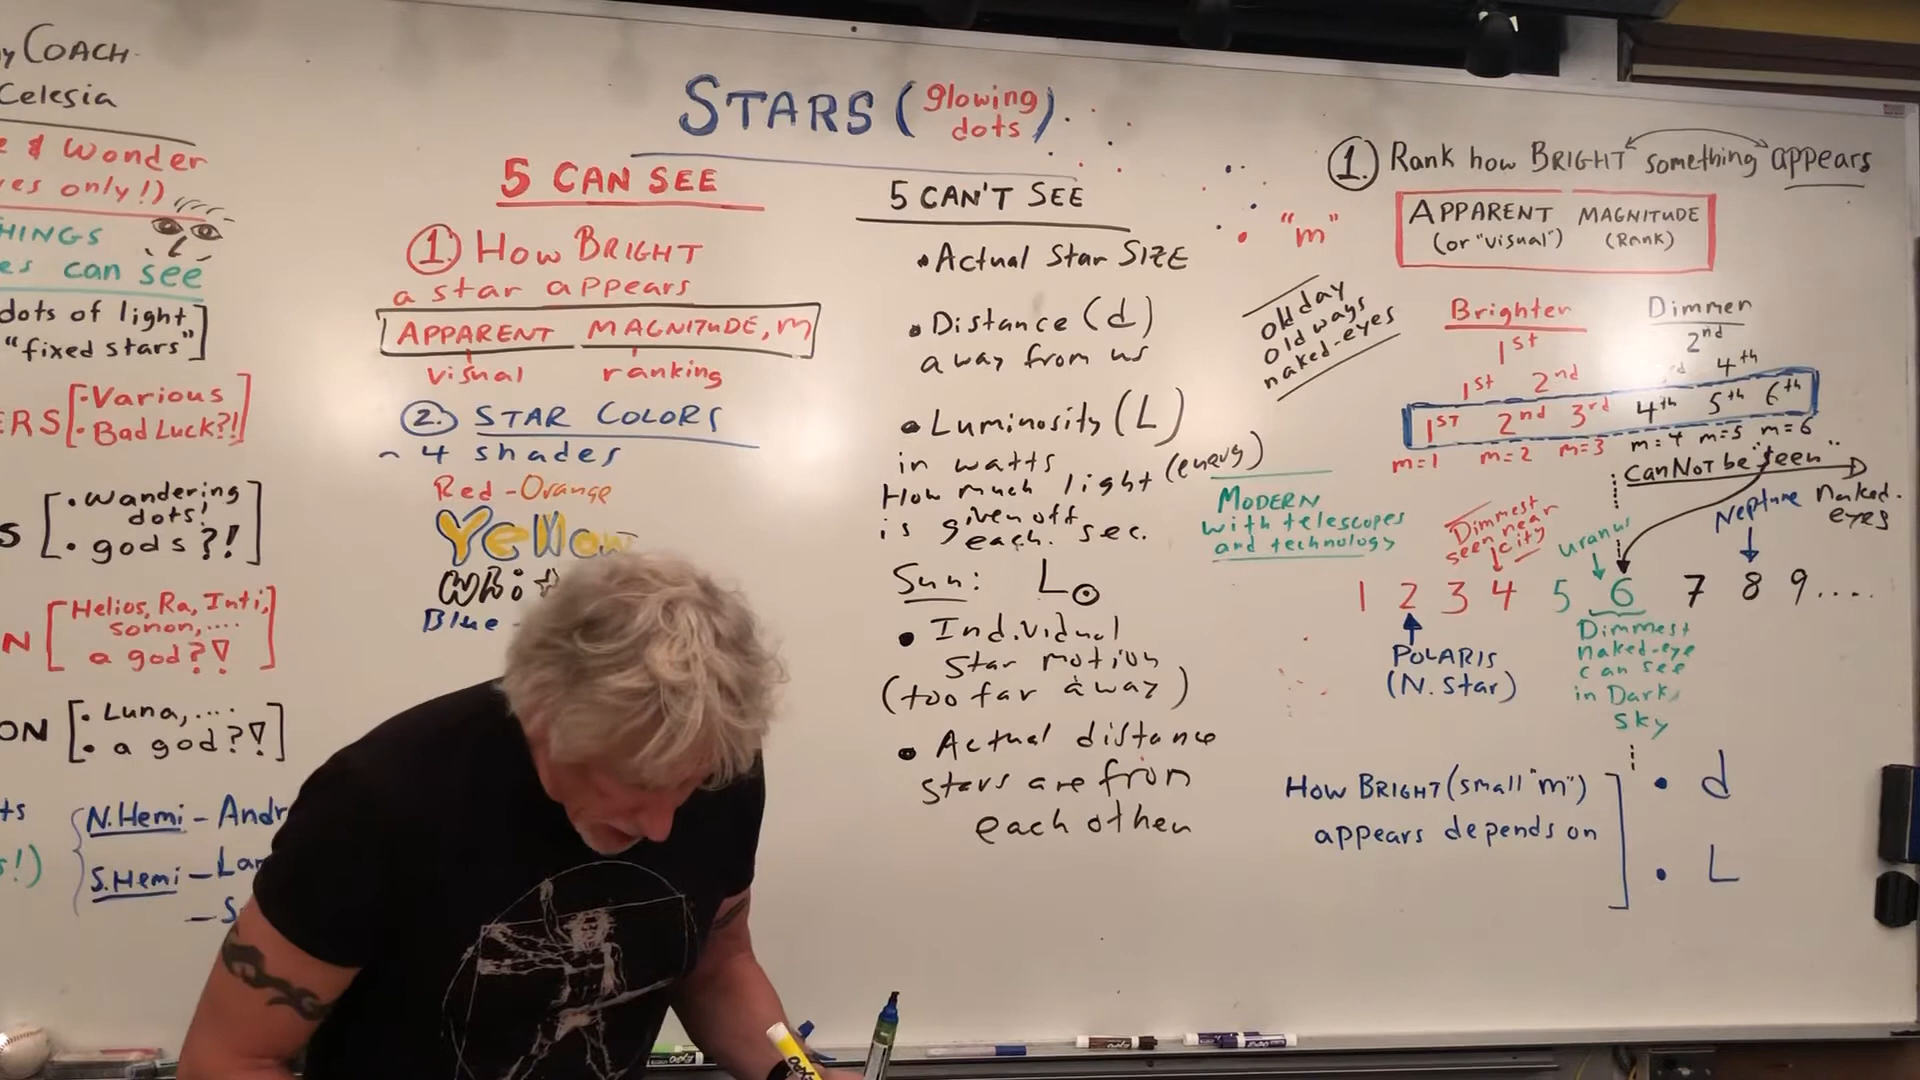 COACH
Celesia
& Wonder
es only!)
HINGS
es can see
dots of light
"fixed stars"
ERS
• Various
• Bad Luck?!
S
• Wandering
dots!
• gods?!
N
Helios, Ra, Inti,
sonon, ....
a god?!
ON
• Luna, ...
• a god?!
ts
s!)
N.Hemi - Andr
S.Hemi - Lar
- S
STARS (glowing
dots)
5 CAN SEE
1. How BRIGHT
a star appears
APPARENT MAGNITUDE, m
visual ranking
2. STAR COLORS
~ 4 shades
Red - Orange
Yellow
Whit
Blue -
5 CAN'T SEE
• Actual Star SIZE
• Distance (d)
away from us
• Luminosity (L)
in watts
How much light (energy)
is given off
each sec.
Sun: L⊙
• Individual
Star motion
(too far away)
• Actual distance
stars are from
each other
1. Rank how BRIGHT something appears
"m"
APPARENT MAGNITUDE
(or "visual") (Rank)
old day
old ways
naked-eyes
Brighter Dimmer
1st 2nd
1st 2nd rd 4th
1ST 2nd 3rd 4th 5th 6th
m=1 m=2 m=3 m=4 m=5 m=6
CanNot be "seen"
naked-
eyes
MODERN
with telescopes
and technology
Dimmest
seen near
city
Uranus
Neptune
1 2 3 4 5 6 7 8 9....
POLARIS
(N. Star)
Dimmest
naked-eye
can see
in Dark
Sky
How BRIGHT (small "m")
appears depends on
• d
• L
EXPO
EXPO